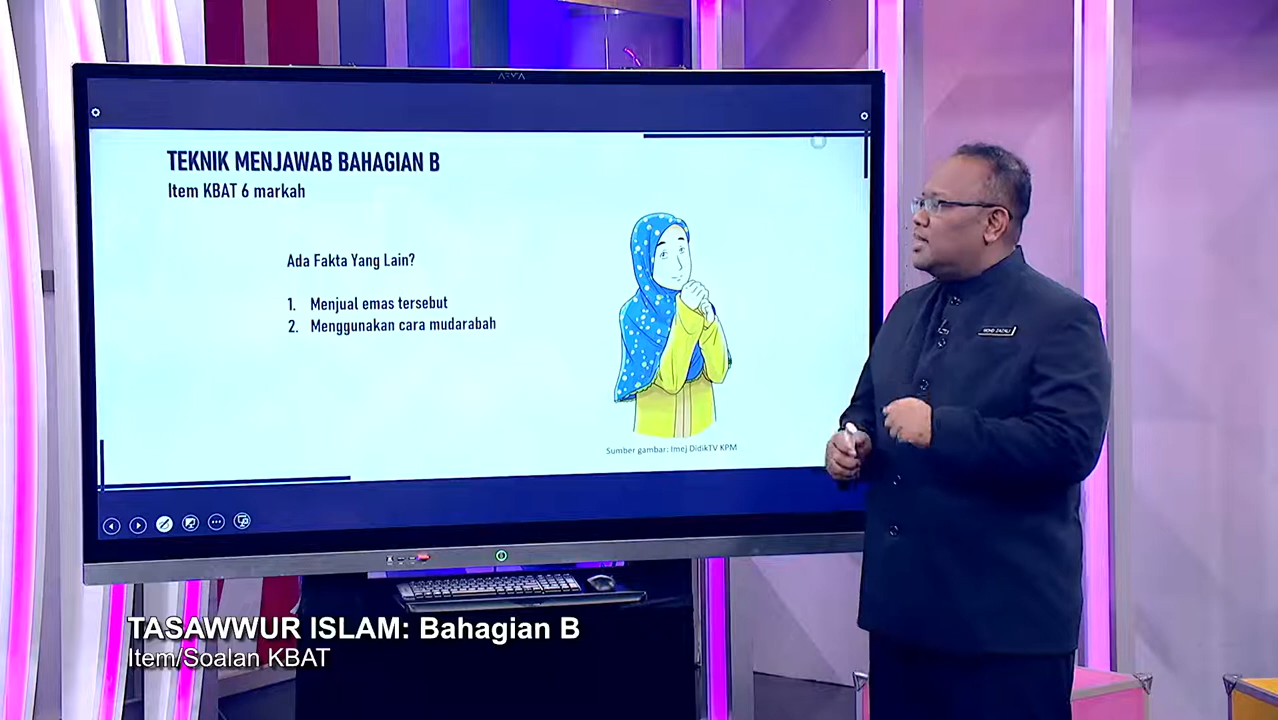 TEKNIK MENJAWAB BAHAGIAN B
Item KBAT 6 markah
Ada Fakta Yang Lain?
1. Menjual emas tersebut
2. Menggunakan cara mudarabah
Sumber gambar: Imej DidikTV KPM
TASAWWUR ISLAM: Bahagian B
Item/Soalan KBAT